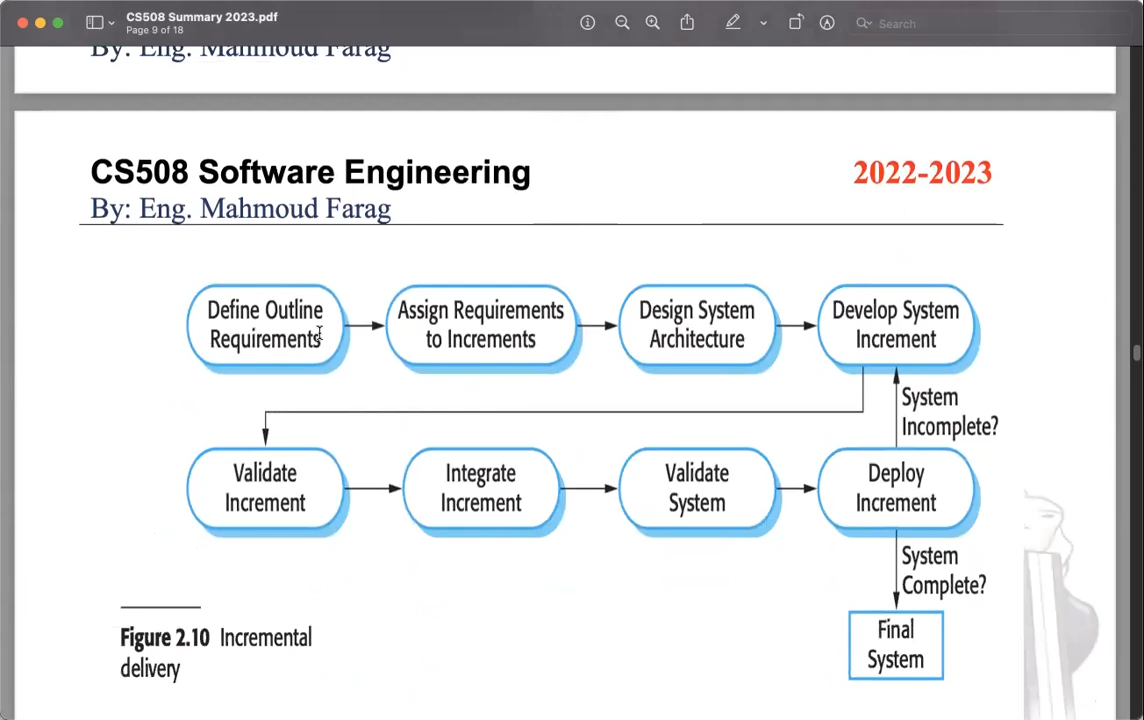 CS508 Summary 2023.pdf
Page 9 of 18
Search
By: Eng. Mahmoud Farag
CS508 Software Engineering
2022-2023
By: Eng. Mahmoud Farag
Define Outline
Requirements
Assign Requirements
to Increments
Design System
Architecture
Develop System
Increment
System
Incomplete?
Validate
Increment
Integrate
Increment
Validate
System
Deploy
Increment
System
Complete?
Final
System
Figure 2.10 Incremental
delivery